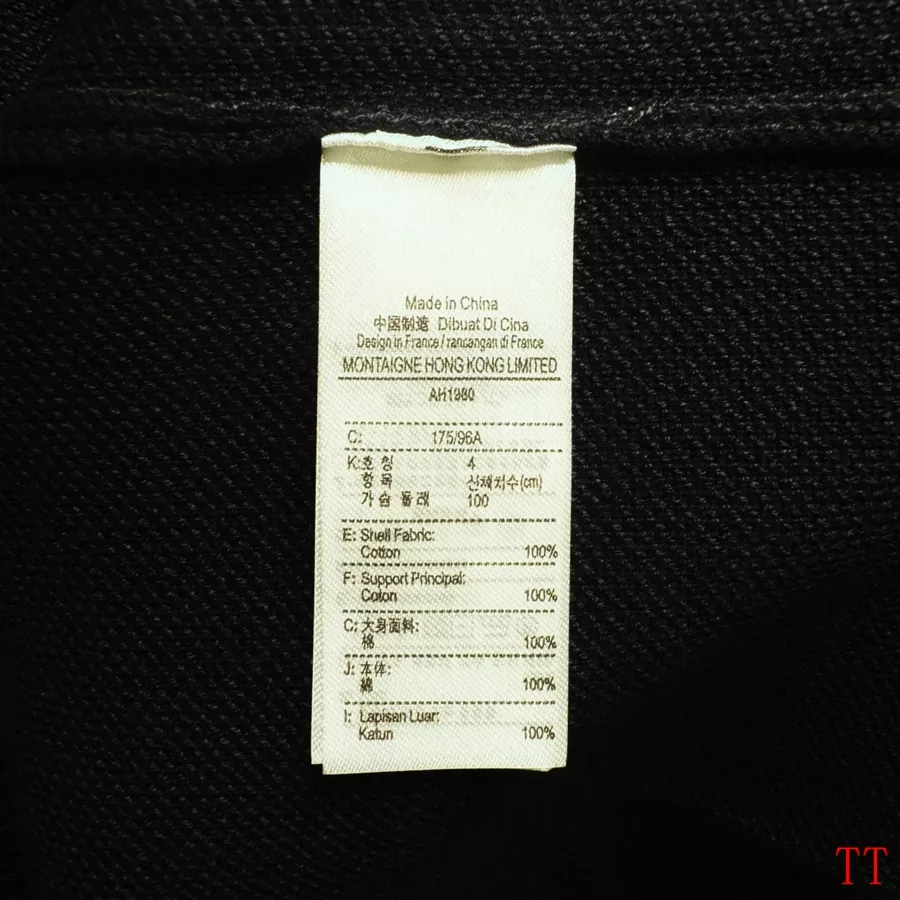 Made in China
中国制造 Dibuat Di Cina
Design in France / rancangan di France
MONTAIGNE HONG KONG LIMITED
AH1980
C: 175/96A
K:호 칭 4
항 목 신체치수(cm)
가 슴 둘 레 100
E: Shell Fabric:
Cotton 100%
F: Support Principal:
Coton 100%
C: 大身面料:
棉 100%
J: 本体:
綿 100%
I: Lapisan Luar:
Katun 100%
TT